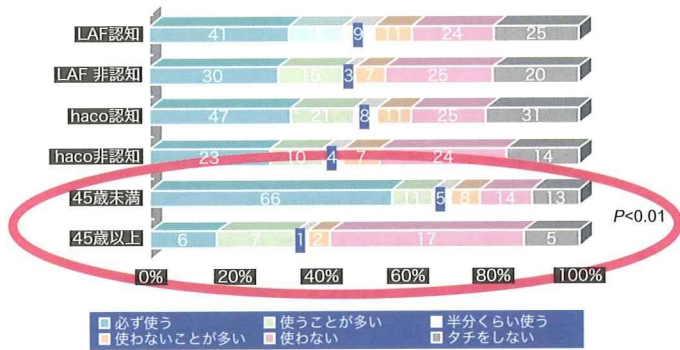 LAF認知 41 9 11 24 25
LAF 非認知 30 15 3 7 25 20
haco認知 47 21 8 11 25 31
haco非認知 23 10 4 7 24 14
45歳未満 66 11 5 8 14 13
45歳以上 6 7 1 2 17 5
P<0.01
0% 20% 40% 60% 80% 100%
必ず使う 使うことが多い 半分くらい使う
使わないことが多い 使わない タチをしない